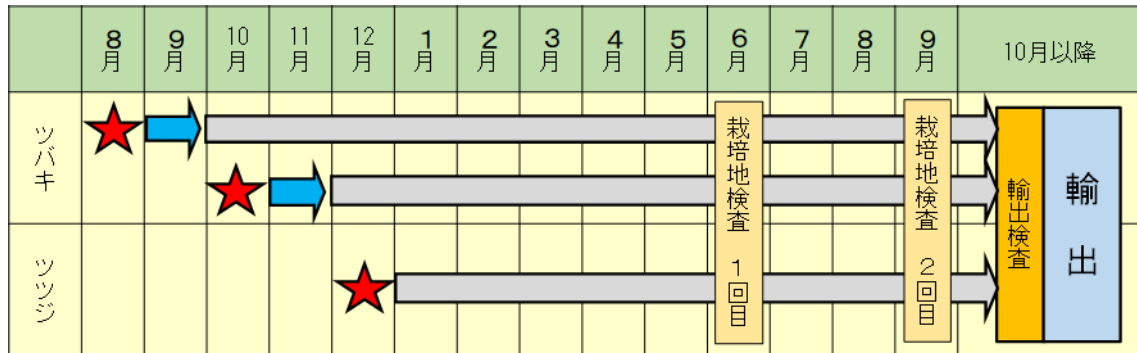 8月 9月 10月 11月 12月 1月 2月 3月 4月 5月 6月 7月 8月 9月 10月以降
ツバキ
ツツジ
栽培地検査 1回目
栽培地検査 2回目
輸出検査
輸出